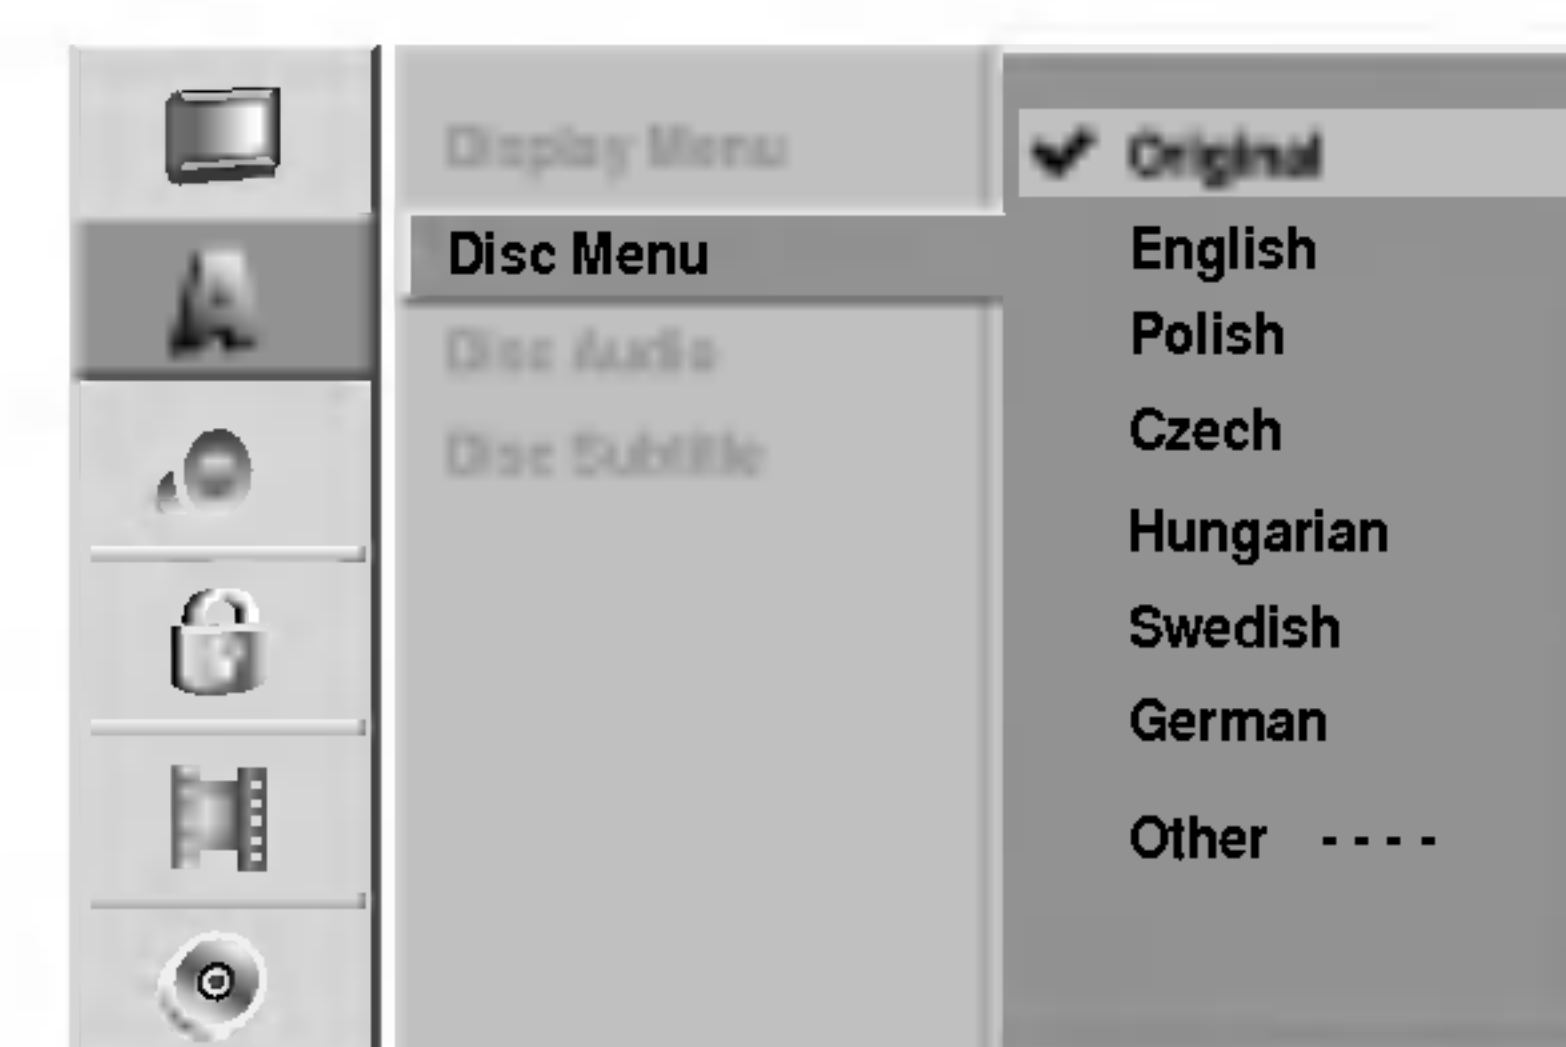 Display Menu
Disc Menu
Disc Audio
Disc Subtitle
Original
English
Polish
Czech
Hungarian
Swedish
German
Other - - - -